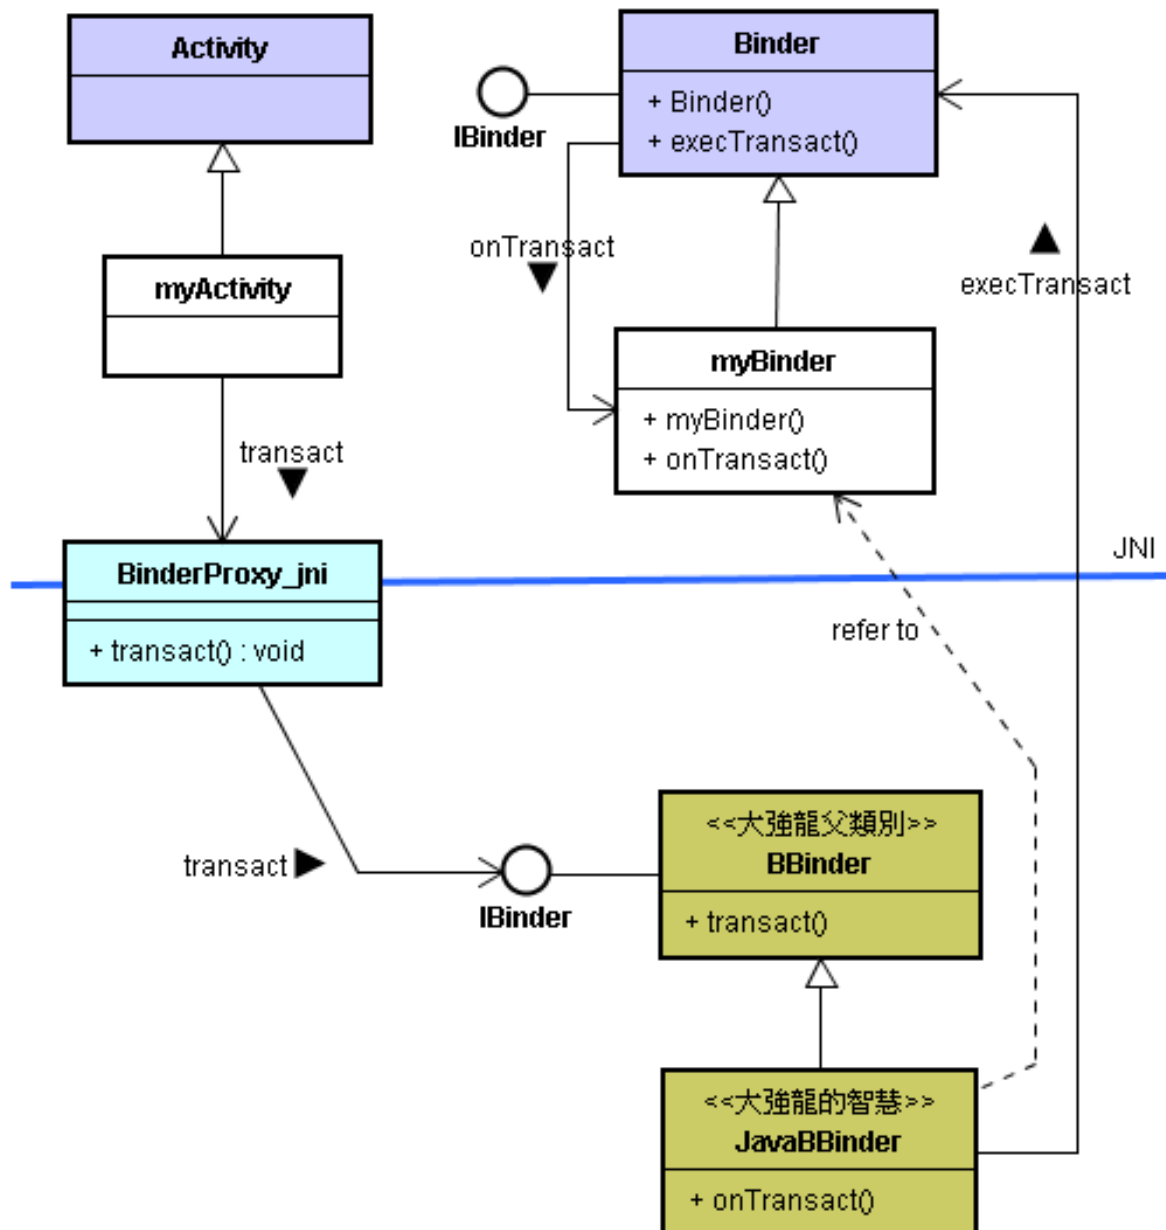 Activity
Binder
+ Binder()
+ execTransact()
IBinder
onTransact
execTransact
myActivity
myBinder
+ myBinder()
+ onTransact()
transact
JNI
BinderProxy_jni
+ transact() : void
refer to
<<大強龍父類別>>
BBinder
+ transact()
transact
IBinder
<<大強龍的智慧>>
JavaBBinder
+ onTransact()